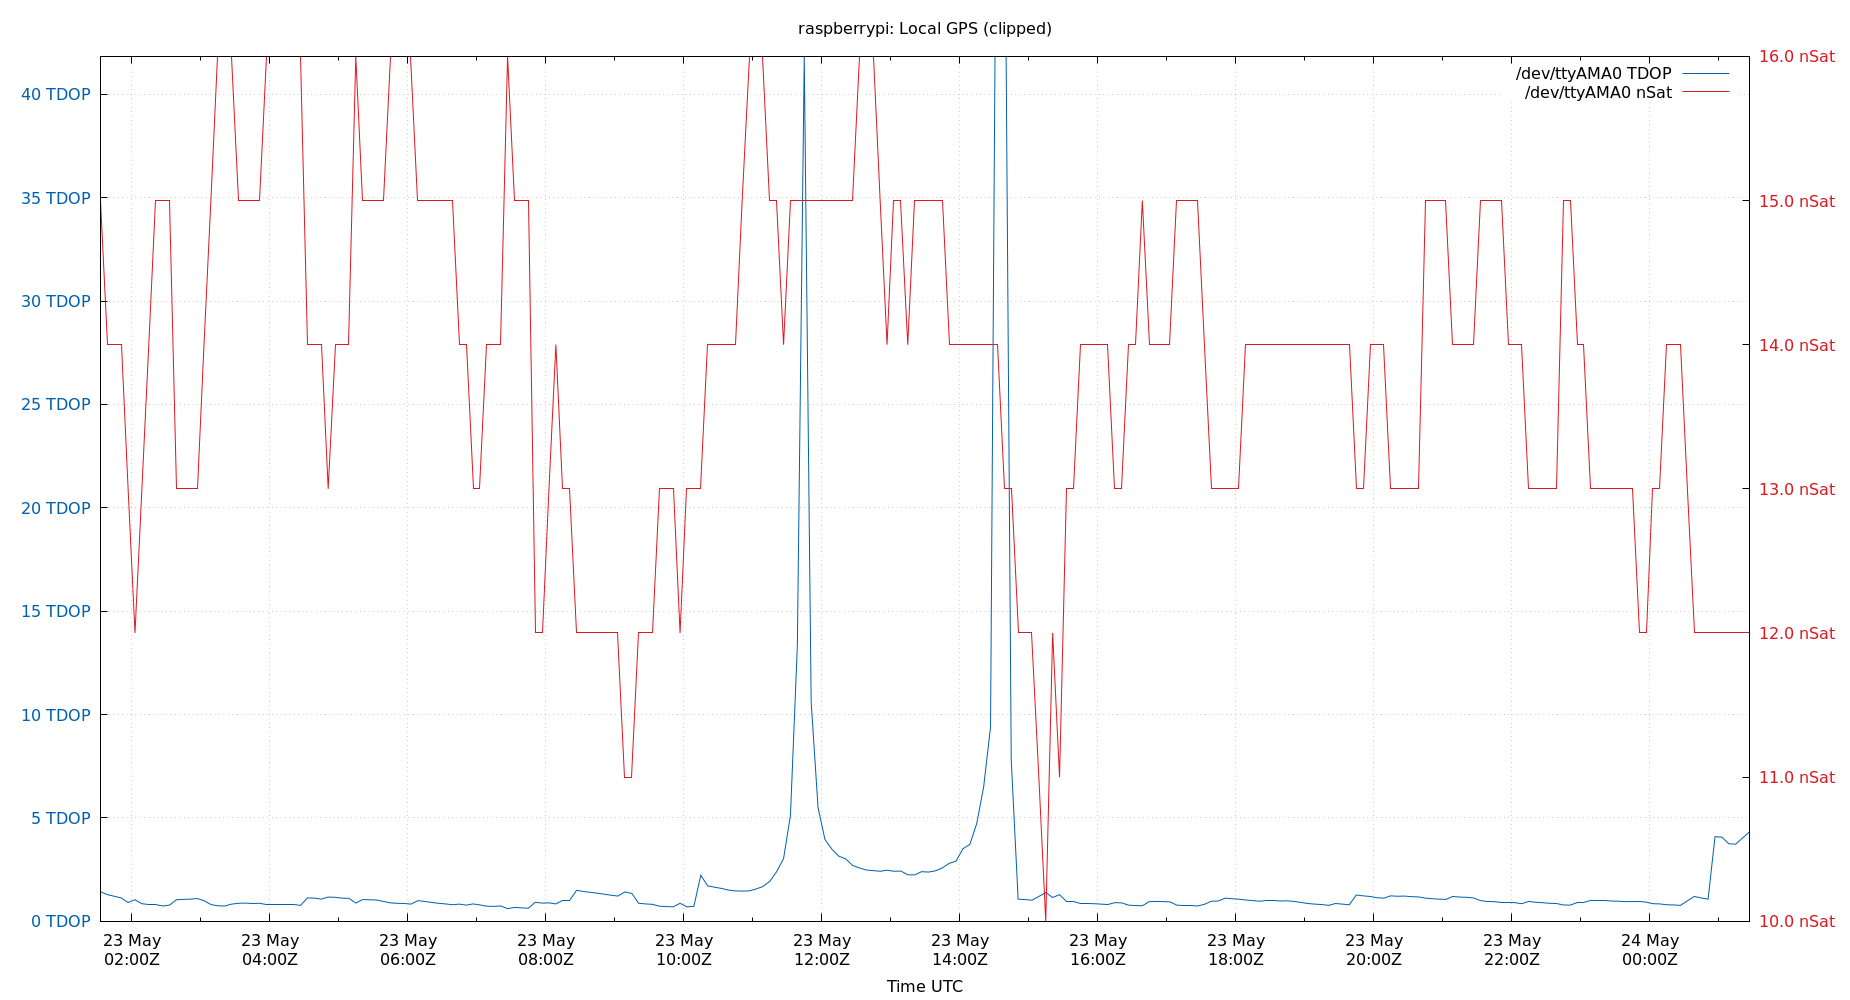 raspberrypi: Local GPS (clipped)
/dev/ttyAMA0 TDOP
/dev/ttyAMA0 nSat
40 TDOP
35 TDOP
30 TDOP
25 TDOP
20 TDOP
15 TDOP
10 TDOP
5 TDOP
0 TDOP
16.0 nSat
15.0 nSat
14.0 nSat
13.0 nSat
12.0 nSat
11.0 nSat
10.0 nSat
23 May
02:00Z
23 May
04:00Z
23 May
06:00Z
23 May
08:00Z
23 May
10:00Z
23 May
12:00Z
23 May
14:00Z
23 May
16:00Z
23 May
18:00Z
23 May
20:00Z
23 May
22:00Z
24 May
00:00Z
Time UTC